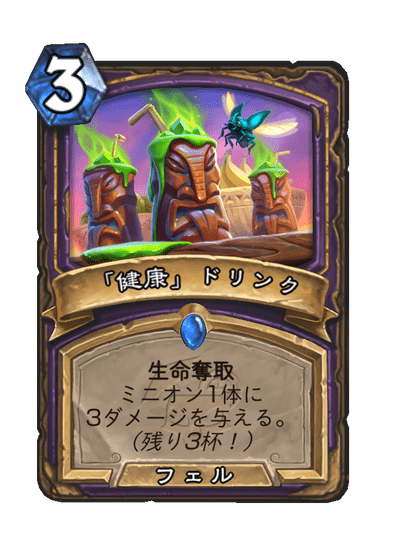 3
「健康」ドリンク
生命奪取
ミニオン1体に
3ダメージを与える。
(残り3杯！)
フェル